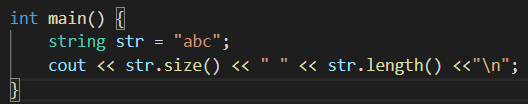 int main() {
    string str = "abc";
    cout << str.size() << " " << str.length() <<"\n";
}